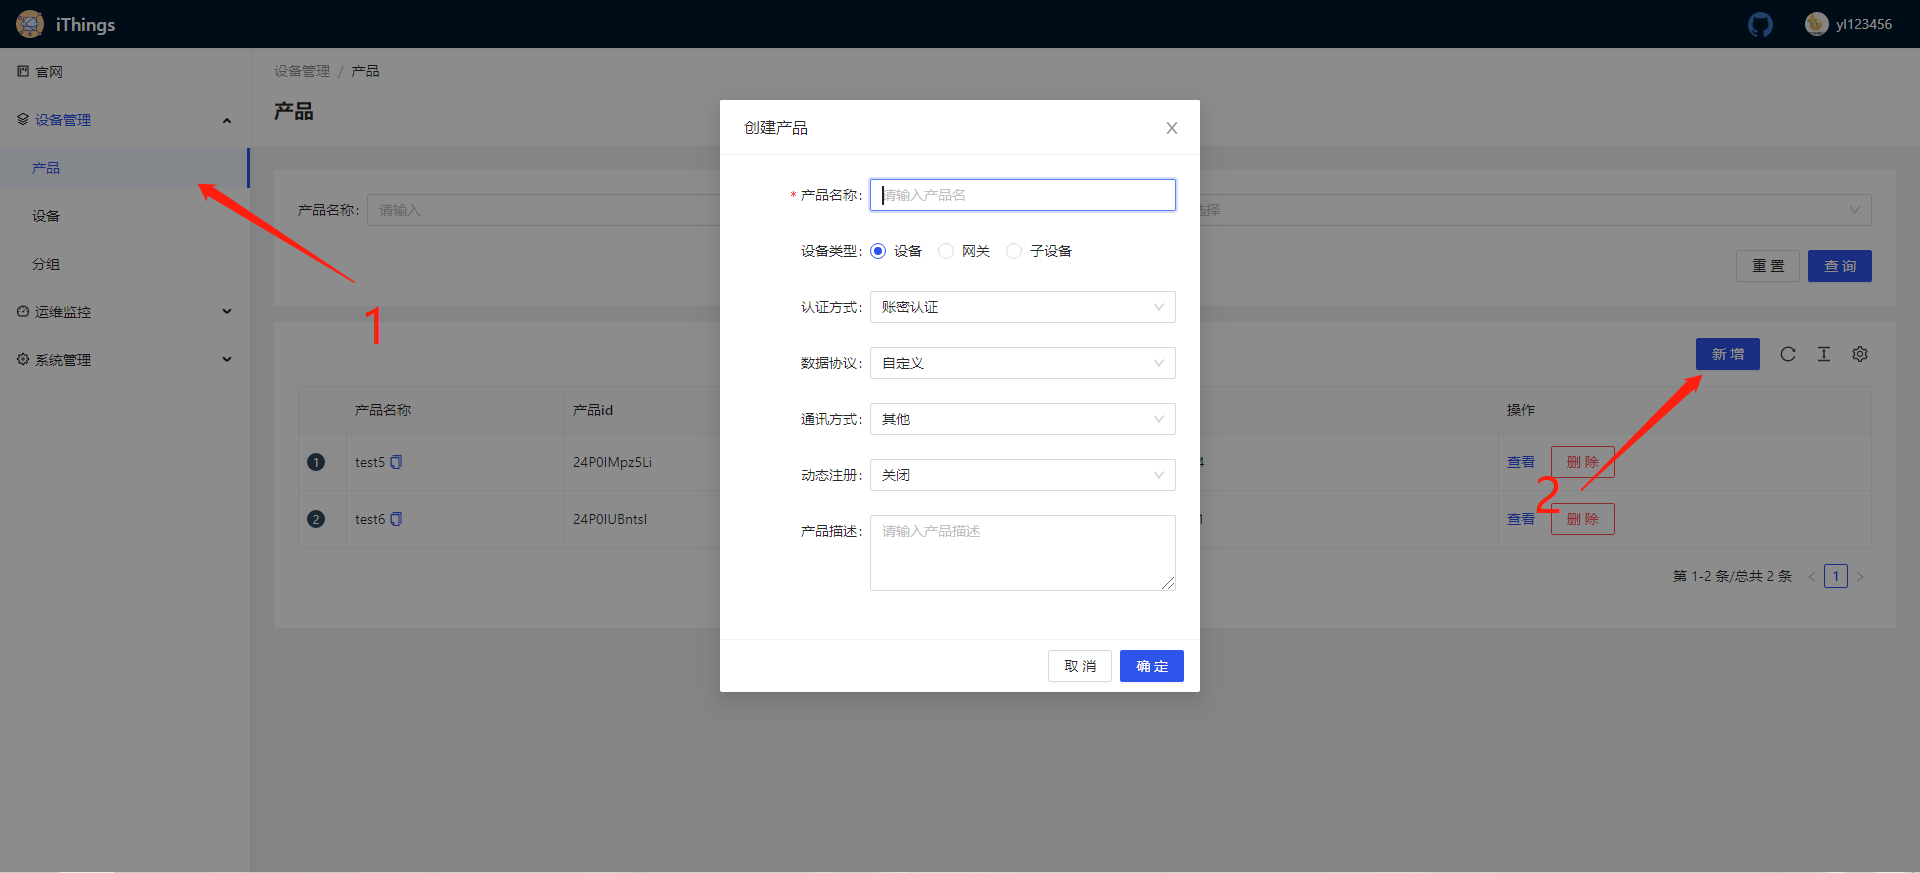 iThings
yl123456
官网
设备管理
产品
设备
分组
运维监控
系统管理
设备管理 / 产品
产品
产品名称: 请输入
选择
重 置
查 询
新 增
产品名称 产品id 操作
1 test5 24P0IMpz5Li 4 查看 删 除
2 test6 24P0IUBntsI 1 查看 删 除
第 1-2 条/总共 2 条 < 1 >
1
2
创建产品
* 产品名称: 请输入产品名
设备类型: 设备 网关 子设备
认证方式: 账密认证
数据协议: 自定义
通讯方式: 其他
动态注册: 关闭
产品描述: 请输入产品描述
取 消
确 定